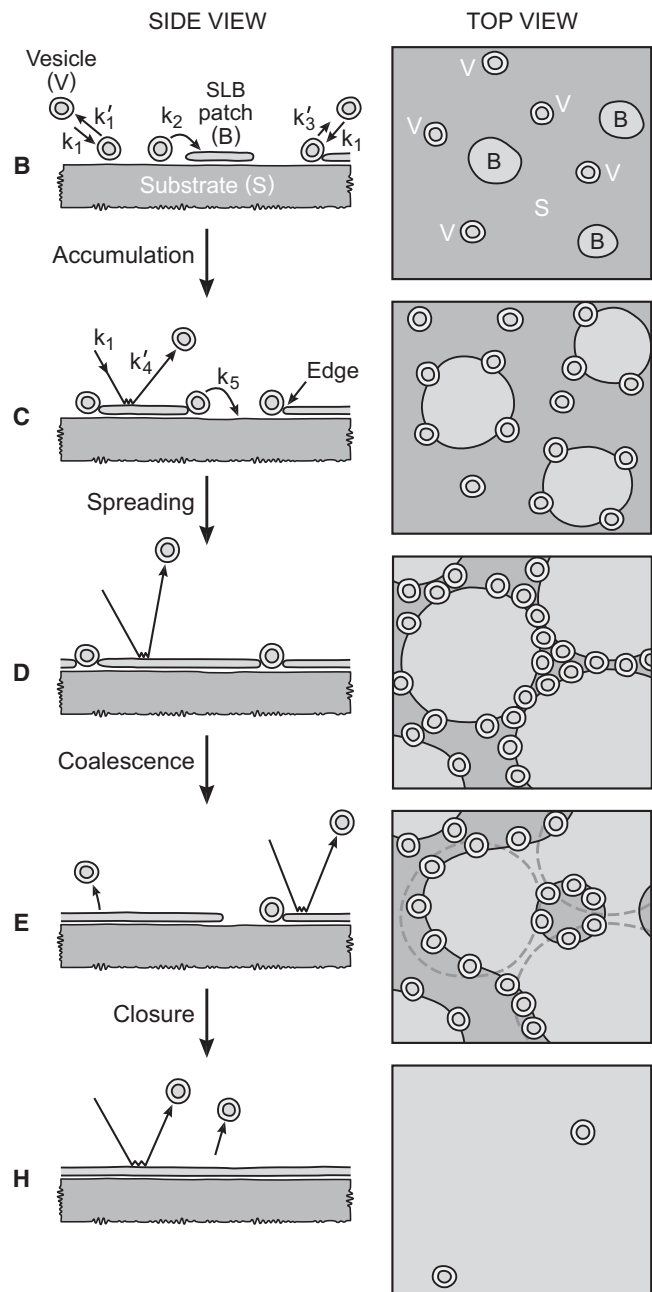 SIDE VIEW
TOP VIEW
Vesicle
(V)
k₁'
k₁
k₂
SLB
patch
(B)
k₃'
k₁
B
Substrate (S)
V
V
V
B
B
V
S
V
B
Accumulation
k₁
k₄'
k₅
Edge
C
Spreading
D
Coalescence
E
Closure
H